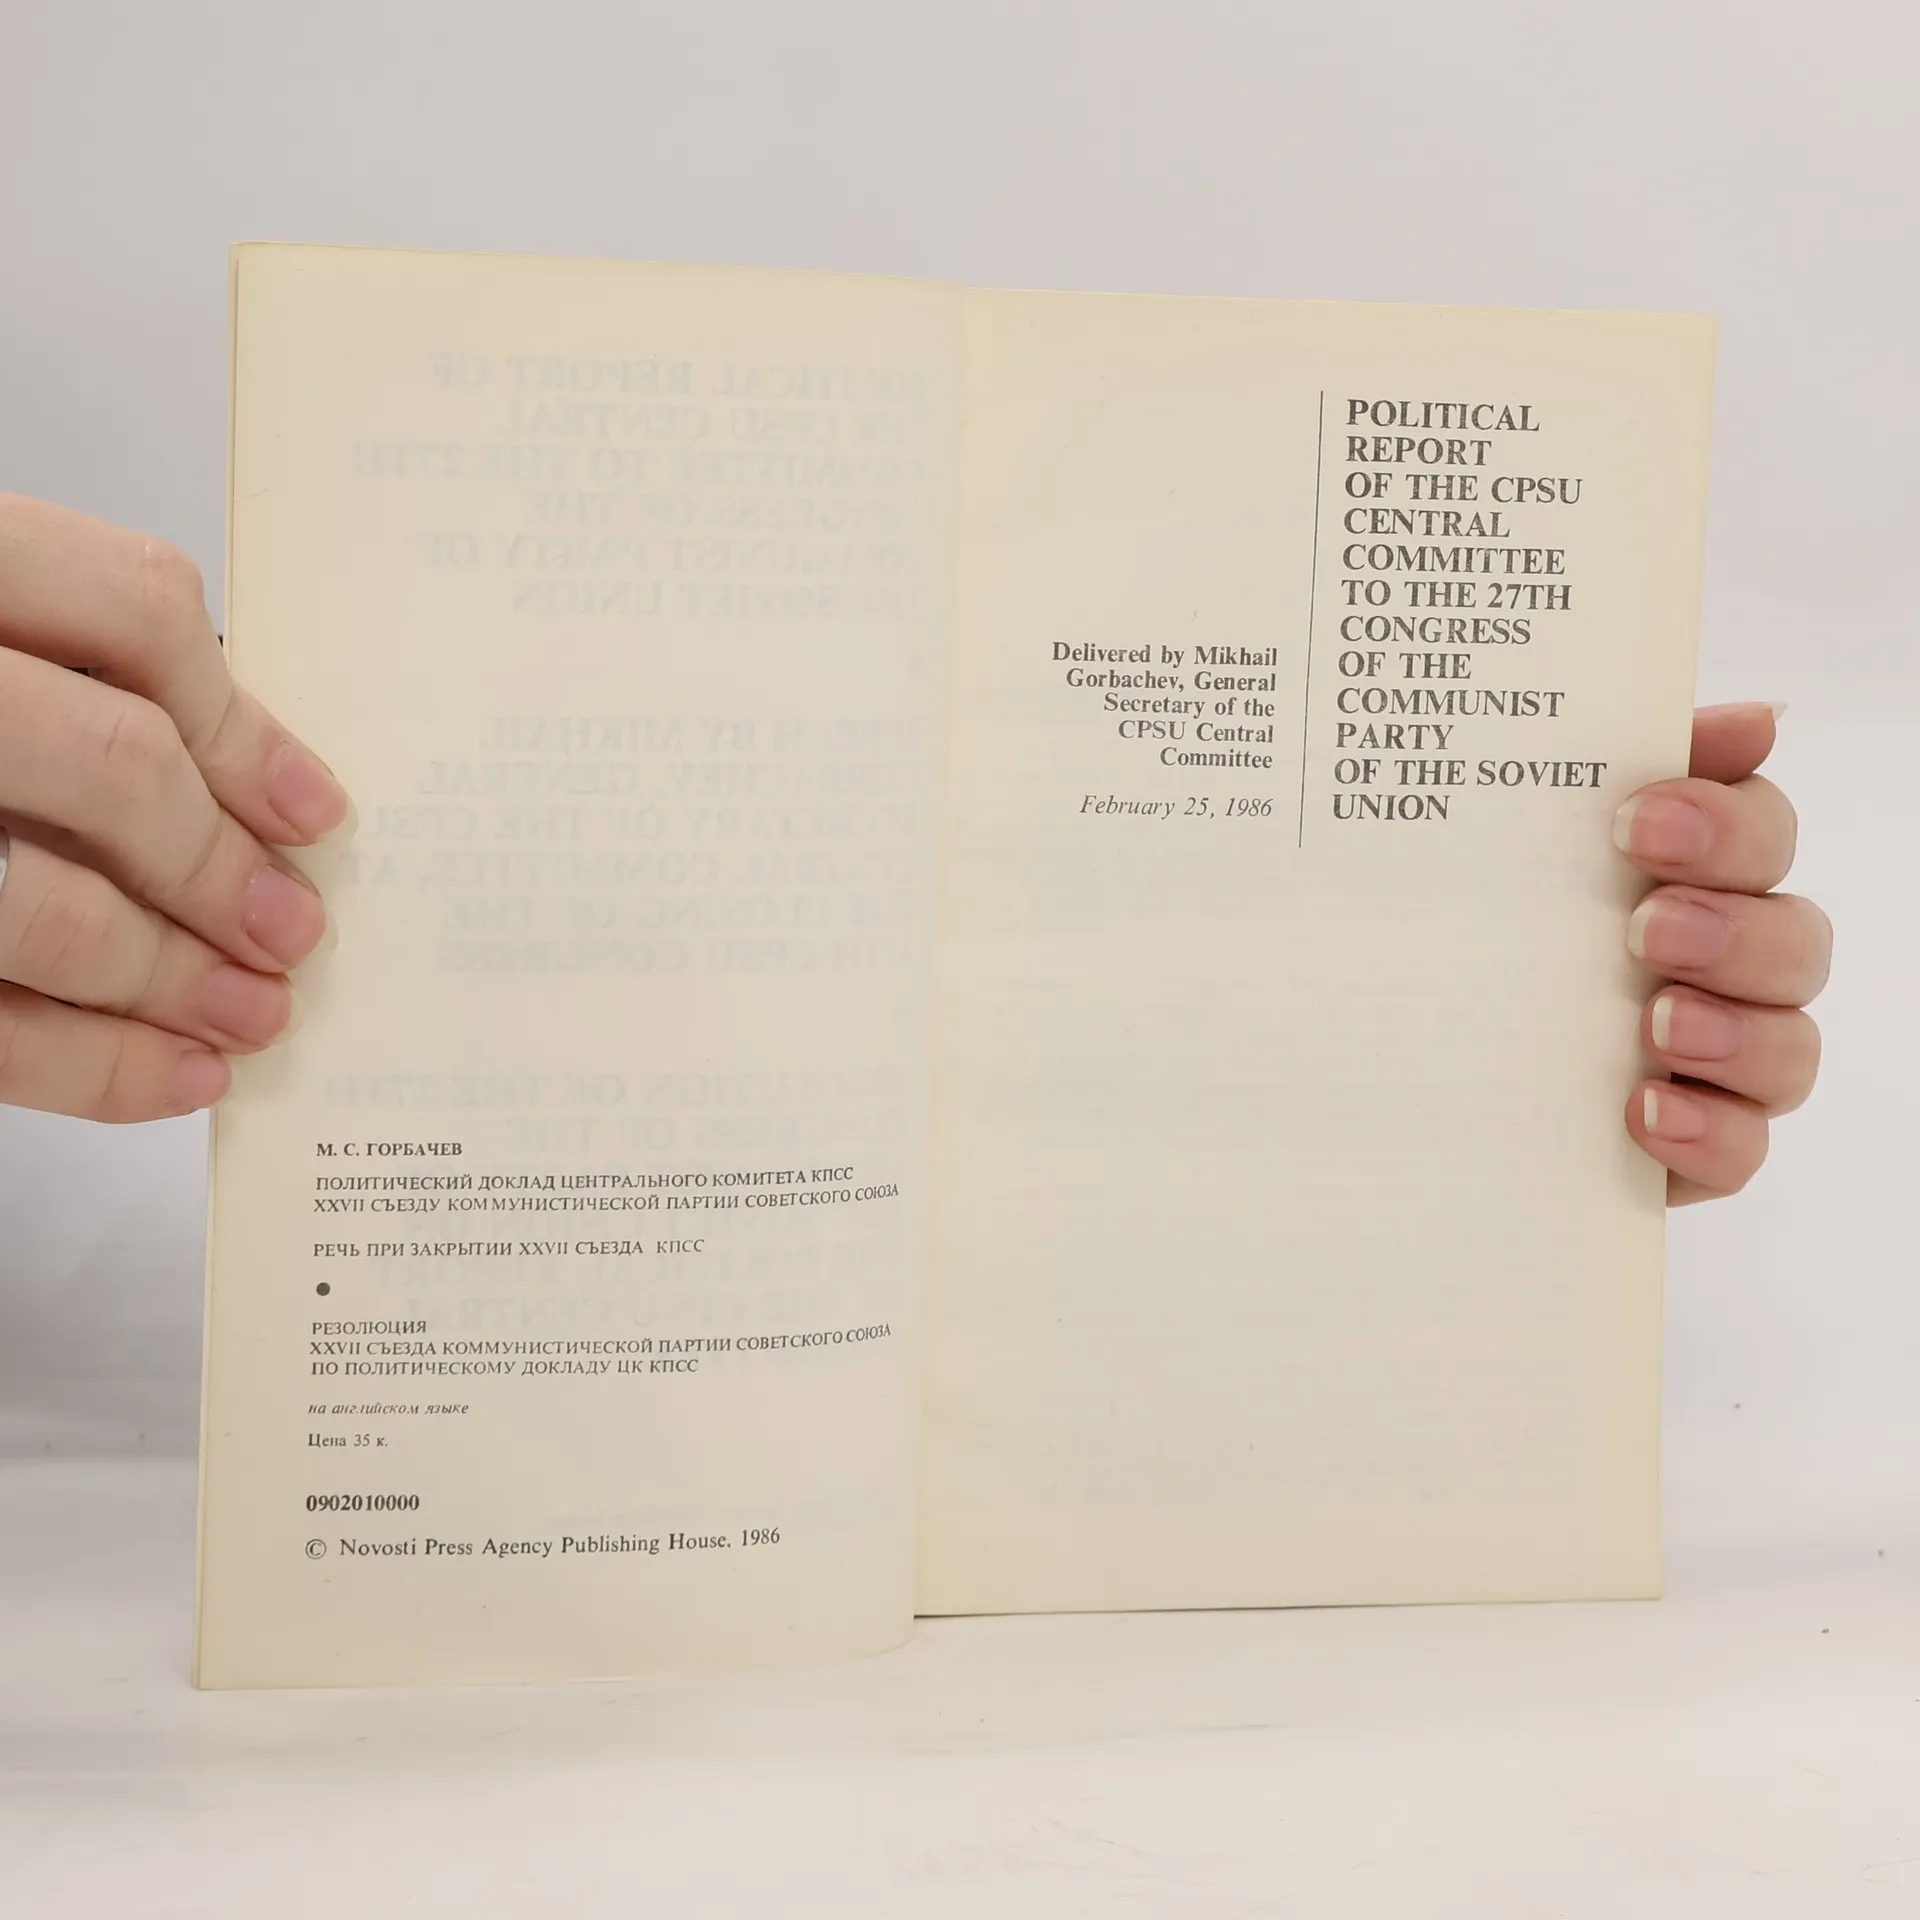 М. С. ГОРБАЧЕВ
ПОЛИТИЧЕСКИЙ ДОКЛАД ЦЕНТРАЛЬНОГО КОМИТЕТА КПСС
XXVII СЪЕЗДУ КОММУНИСТИЧЕСКОЙ ПАРТИИ СОВЕТСКОГО СОЮЗА
РЕЧЬ ПРИ ЗАКРЫТИИ XXVII СЪЕЗДА КПСС
РЕЗОЛЮЦИЯ
XXVII СЪЕЗДА КОММУНИСТИЧЕСКОЙ ПАРТИИ СОВЕТСКОГО СОЮЗА
ПО ПОЛИТИЧЕСКОМУ ДОКЛАДУ ЦК КПСС
на английском языке
Цена 35 к.
0902010000
© Novosti Press Agency Publishing House, 1986
Delivered by Mikhail
Gorbachev, General
Secretary of the
CPSU Central
Committee
February 25, 1986
POLITICAL
REPORT
OF THE CPSU
CENTRAL
COMMITTEE
TO THE 27TH
CONGRESS
OF THE
COMMUNIST
PARTY
OF THE SOVIET
UNION